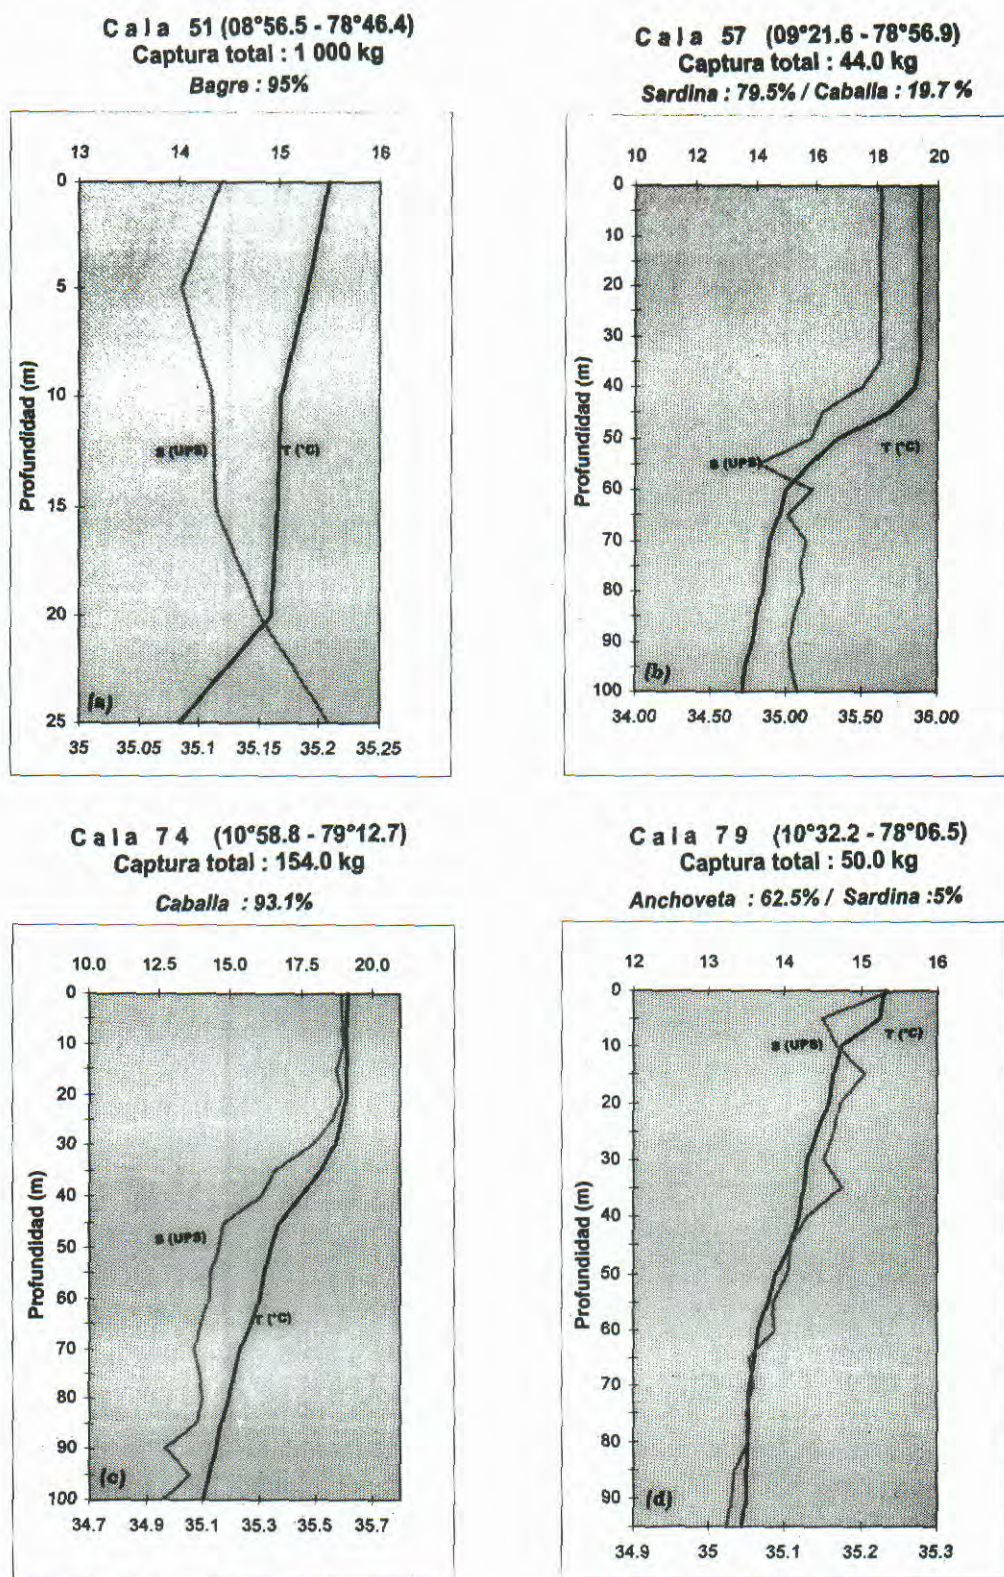 Cala 51 (08°56.5 - 78°46.4)
Captura total : 1 000 kg
Bagre : 95%
13 14 15 16
0
5
10
15
20
25
Profundidad (m)
S (UPS)
T (°C)
(a)
35 35.05 35.1 35.15 35.2 35.25
Cala 57 (09°21.6 - 78°56.9)
Captura total : 44.0 kg
Sardina : 79.5% / Caballa : 19.7 %
10 12 14 15 16 18 20
0
10
20
30
40
50
60
70
80
90
100
Profundidad (m)
S (UPS)
T (°C)
(b)
34.00 34.50 35.00 35.50 36.00
Cala 74 (10°58.8 - 79°12.7)
Captura total : 154.0 kg
Caballa : 93.1%
10.0 12.5 15.0 17.5 20.0
0
10
20
30
40
50
60
70
80
90
100
Profundidad (m)
S (UPS)
T (°C)
(c)
34.7 34.9 35.1 35.3 35.5 35.7
Cala 79 (10°32.2 - 78°06.5)
Captura total : 50.0 kg
Anchoveta : 62.5% / Sardina :5%
12 13 14 15 16
0
10
20
30
40
50
60
70
80
90
Profundidad (m)
S (UPS)
T (°C)
(d)
34.9 35 35.1 35.2 35.3